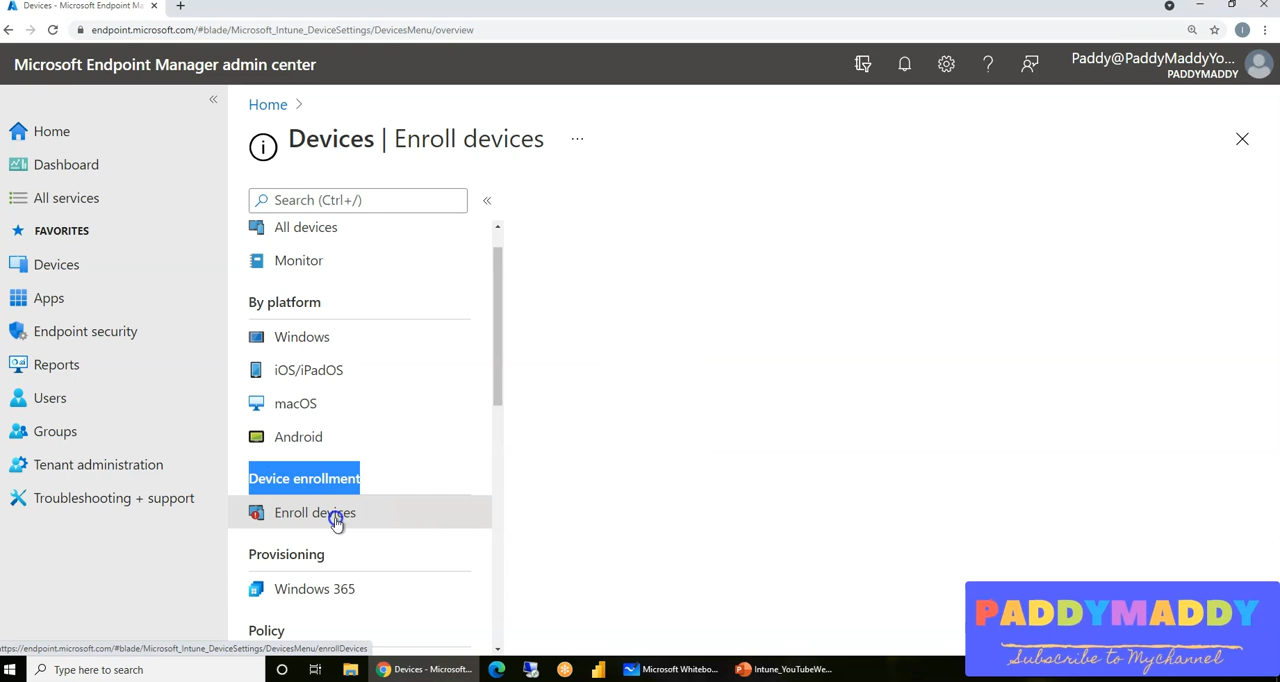 Devices - Microsoft Endpoint M
endpoint.microsoft.com/#blade/Microsoft_Intune_DeviceSettings/DevicesMenu/overview
Microsoft Endpoint Manager admin center
Paddy@PaddyMaddyYo...
PADDYMADDY
Home
Dashboard
All services
FAVORITES
Devices
Apps
Endpoint security
Reports
Users
Groups
Tenant administration
Troubleshooting + support
Home >
Devices | Enroll devices ...
Search (Ctrl+/)
All devices
Monitor
By platform
Windows
iOS/iPadOS
macOS
Android
Device enrollment
Enroll devices
Provisioning
Windows 365
Policy
ttps://endpoint.microsoft.com/#blade/Microsoft_Intune_DeviceSettings/DevicesMenu/enrollDevices
PADDYMADDY
Subscribe to My channel
Type here to search
Devices - Microsoft...
Microsoft Whitebo...
Intune_YouTubeWe...